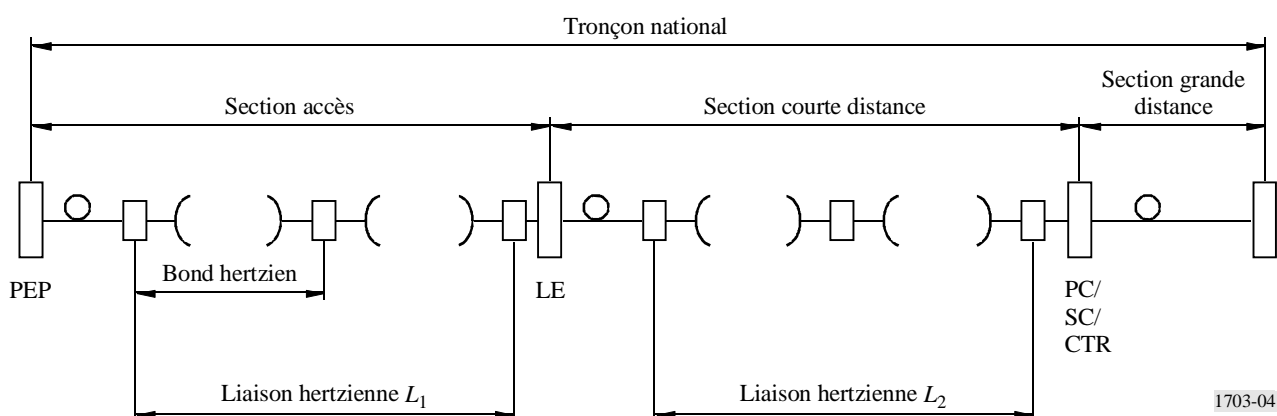 Tronçon national
Section accès
Section courte distance
Section grande
distance
Bond hertzien
PEP
LE
PC/
SC/
CTR
Liaison hertzienne L1
Liaison hertzienne L2
1703-04